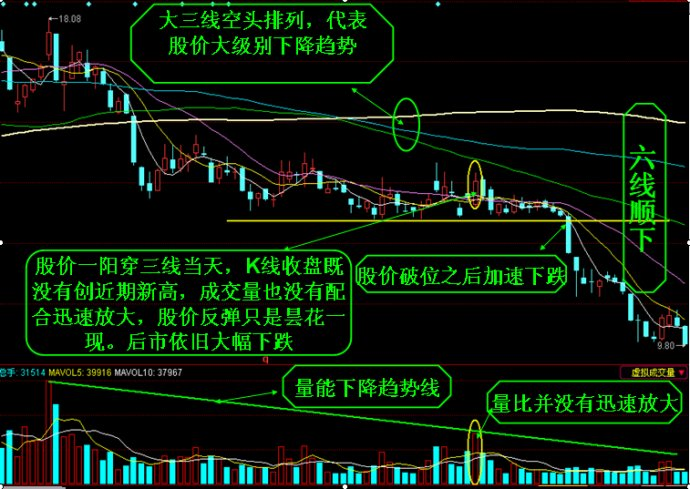 18.08
大三线空头排列，代表
股价大级别下降趋势
六
线
顺
下
股价一阳穿三线当天，K线收盘既
没有创近期新高，成交量也没有配
合迅速放大，股价反弹只是昙花一
现。后市依旧大幅下跌
股价破位之后加速下跌
9.80
q
总手: 31514 MAVOL5: 39916 MAVOL10: 37967
虚拟成交量
量能下降趋势线
量比并没有迅速放大